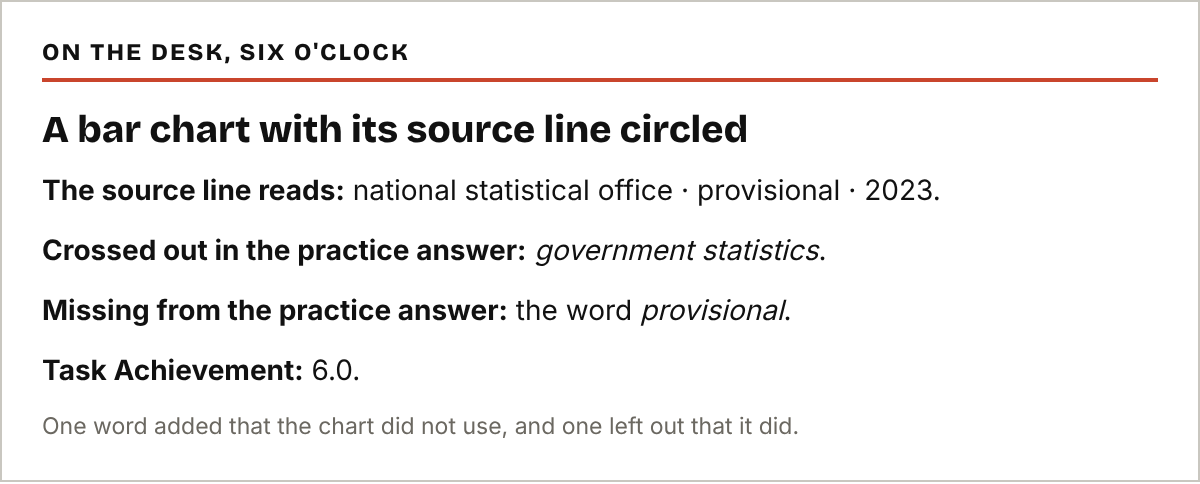 ON THE DESK, SIX O'CLOCK
A bar chart with its source line circled
The source line reads: national statistical office · provisional · 2023.
Crossed out in the practice answer: government statistics.
Missing from the practice answer: the word provisional.
Task Achievement: 6.0.
One word added that the chart did not use, and one left out that it did.